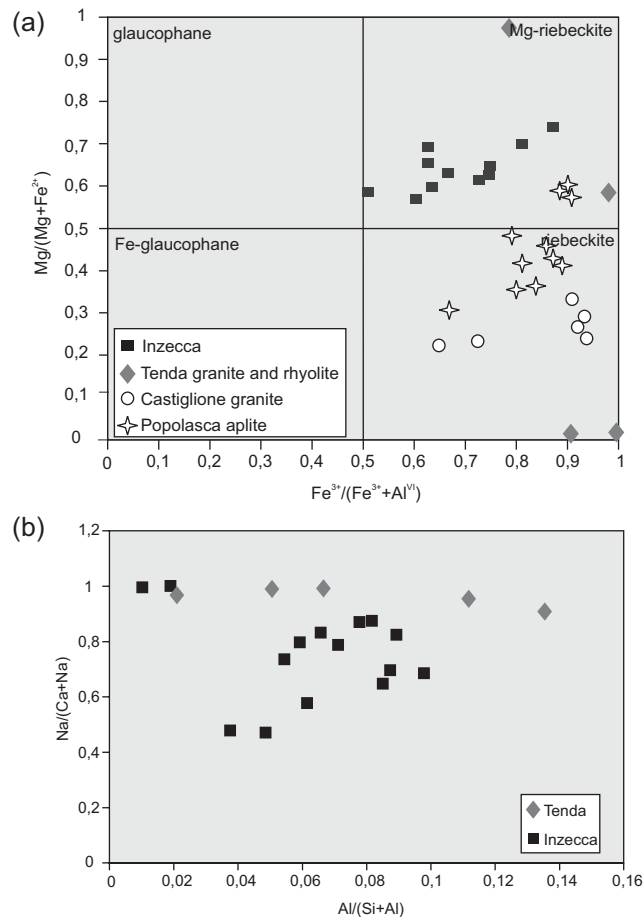 (a)
1
0,9
0,8
0,7
0,6
0,5
0,4
0,3
0,2
0,1
0
Mg/(Mg+Fe²⁺)
glaucophane
Mg-riebeckite
Fe-glaucophane
riebeckite
Inzecca
Tenda granite and rhyolite
Castiglione granite
Popolasca aplite
0 0,1 0,2 0,3 0,4 0,5 0,6 0,7 0,8 0,9 1
Fe³⁺/(Fe³⁺+Alⱽᴵ)
(b)
1,2
1
0,8
0,6
0,4
0,2
0
Na/(Ca+Na)
Tenda
Inzecca
0 0,02 0,04 0,06 0,08 0,1 0,12 0,14 0,16
Al/(Si+Al)